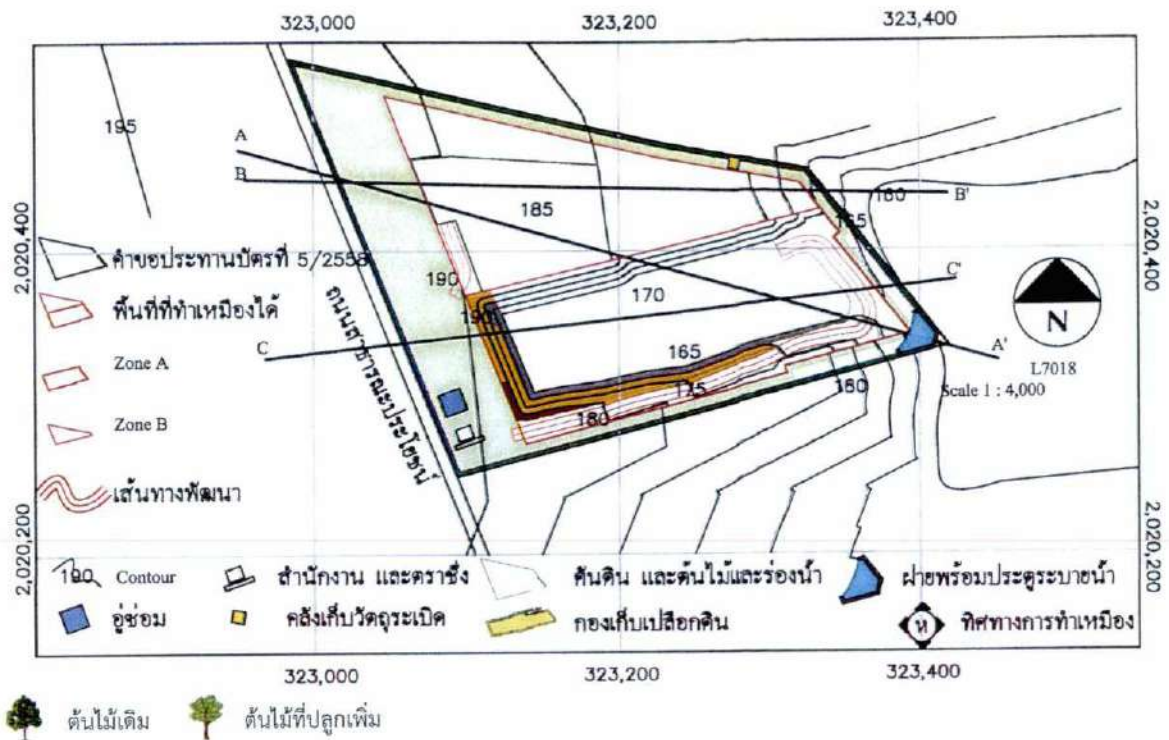 323,000 323,200 323,400
195
A
B
185
180
165
B'
2,020,400
2,020,400
คำขอประทานบัตรที่ 5/2558
190
C'
170
พื้นที่ที่ทำเหมืองได้
190
ถนนสาธารณะประโยชน์
C
165
N
A'
L7018
Zone A
175
180
Scale 1 : 4,000
Zone B
180
เส้นทางพัฒนา
2,020,200
2,020,200
190 Contour
สำนักงาน และตราชั่ง
คันดิน และต้นไม้และร่องน้ำ
ฝายพร้อมประตูระบายน้ำ
อู่ซ่อม
คลังเก็บวัตถุระเบิด
กองเก็บเปลือกดิน
ห ทิศทางการทำเหมือง
323,000 323,200 323,400
ต้นไม้เดิม ต้นไม้ที่ปลูกเพิ่ม